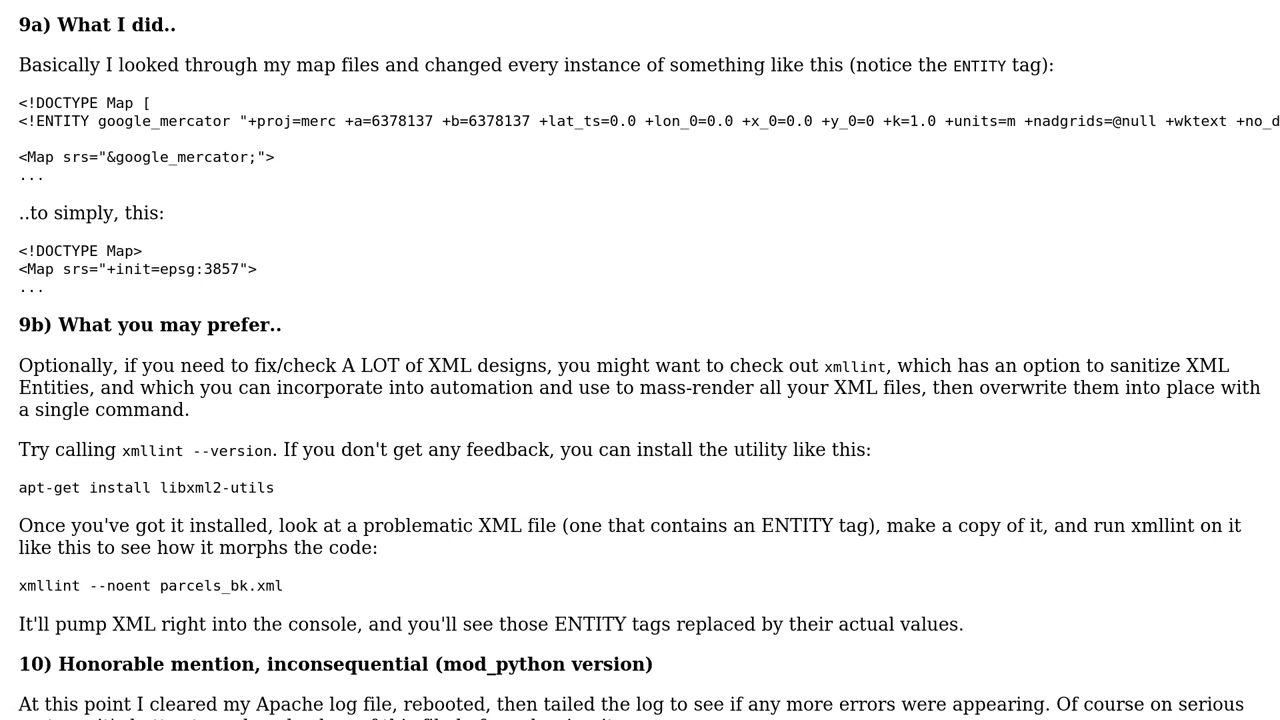 9a) What I did..
Basically I looked through my map files and changed every instance of something like this (notice the ENTITY tag):
<!DOCTYPE Map [
<!ENTITY google_mercator "+proj=merc +a=6378137 +b=6378137 +lat_ts=0.0 +lon_0=0.0 +x_0=0.0 +y_0=0 +k=1.0 +units=m +nadgrids=@null +wktext +no_d
<Map srs="&google_mercator;">
...
..to simply, this:
<!DOCTYPE Map>
<Map srs="+init=epsg:3857">
...
9b) What you may prefer..
Optionally, if you need to fix/check A LOT of XML designs, you might want to check out xmllint, which has an option to sanitize XML
Entities, and which you can incorporate into automation and use to mass-render all your XML files, then overwrite them into place with
a single command.
Try calling xmllint --version. If you don't get any feedback, you can install the utility like this:
apt-get install libxml2-utils
Once you've got it installed, look at a problematic XML file (one that contains an ENTITY tag), make a copy of it, and run xmllint on it
like this to see how it morphs the code:
xmllint --noent parcels_bk.xml
It'll pump XML right into the console, and you'll see those ENTITY tags replaced by their actual values.
10) Honorable mention, inconsequential (mod_python version)
At this point I cleared my Apache log file, rebooted, then tailed the log to see if any more errors were appearing. Of course on serious